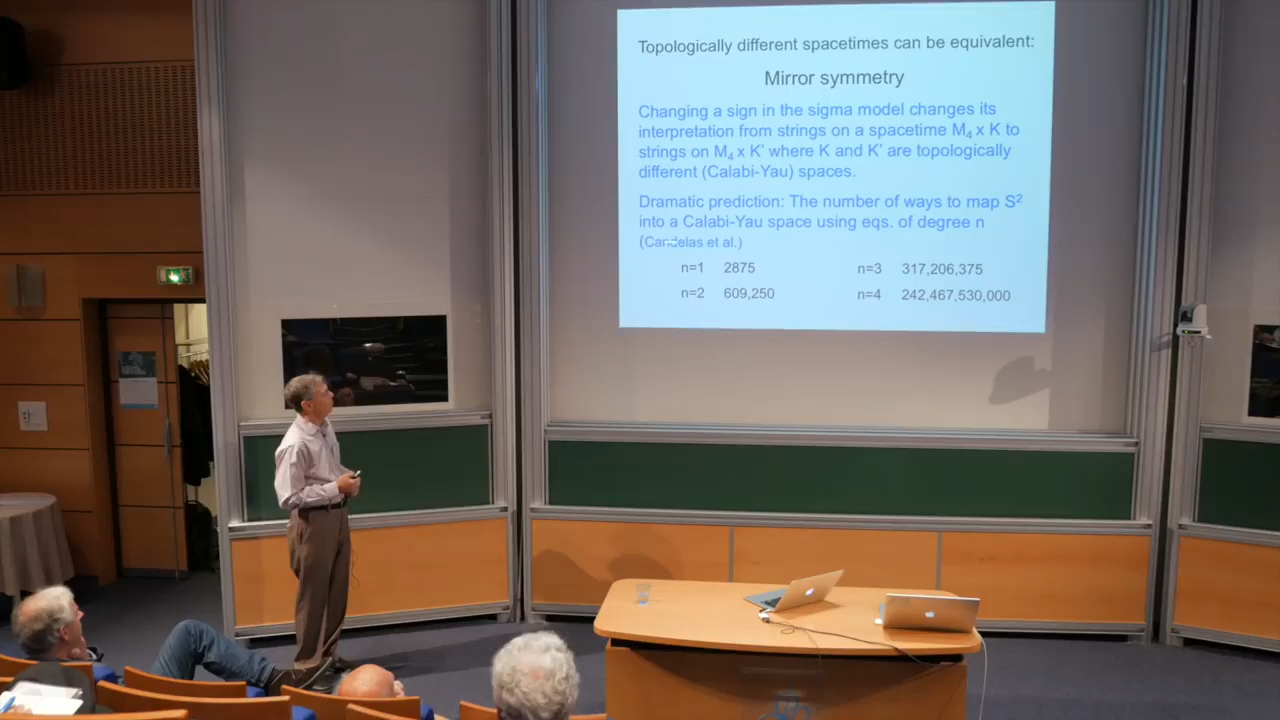 Topologically different spacetimes can be equivalent:
Mirror symmetry
Changing a sign in the sigma model changes its
interpretation from strings on a spacetime M₄ x K to
strings on M₄ x K' where K and K' are topologically
different (Calabi-Yau) spaces.
Dramatic prediction: The number of ways to map S²
into a Calabi-Yau space using eqs. of degree n
(Candelas et al.)
n=1 2875 n=3 317,206,375
n=2 609,250 n=4 242,467,530,000